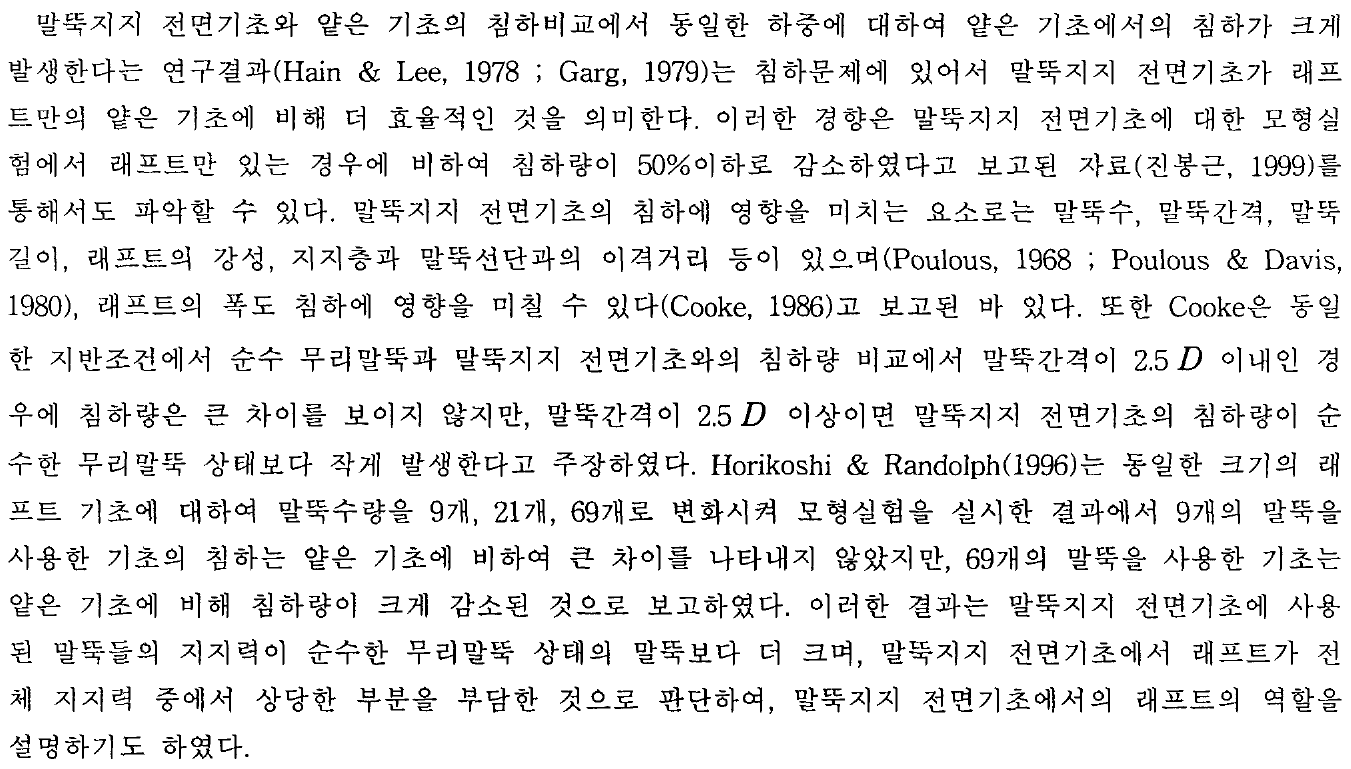 말뚝지지 전면기초와 얕은 기초의 침하비교에서 동일한 하중에 대하여 얕은 기초에서의 침하가 크게
발생한다는 연구결과(Hain & Lee, 1978 ; Garg, 1979)는 침하문제에 있어서 말뚝지지 전면기초가 래프
트만의 얕은 기초에 비해 더 효율적인 것을 의미한다. 이러한 경향은 말뚝지지 전면기초에 대한 모형실
험에서 래프트만 있는 경우에 비하여 침하량이 50%이하로 감소하였다고 보고된 자료(진봉근, 1999)를
통해서도 파악할 수 있다. 말뚝지지 전면기초의 침하에 영향을 미치는 요소로는 말뚝수, 말뚝간격, 말뚝
길이, 래프트의 강성, 지지층과 말뚝선단과의 이격거리 등이 있으며(Poulous, 1968 ; Poulous & Davis,
1980), 래프트의 폭도 침하에 영향을 미칠 수 있다(Cooke, 1986)고 보고된 바 있다. 또한 Cooke은 동일
한 지반조건에서 순수 무리말뚝과 말뚝지지 전면기초와의 침하량 비교에서 말뚝간격이 2.5 D 이내인 경
우에 침하량은 큰 차이를 보이지 않지만, 말뚝간격이 2.5 D 이상이면 말뚝지지 전면기초의 침하량이 순
수한 무리말뚝 상태보다 작게 발생한다고 주장하였다. Horikoshi & Randolph(1996)는 동일한 크기의 래
프트 기초에 대하여 말뚝수량을 9개, 21개, 69개로 변화시켜 모형실험을 실시한 결과에서 9개의 말뚝을
사용한 기초의 침하는 얕은 기초에 비하여 큰 차이를 나타내지 않았지만, 69개의 말뚝을 사용한 기초는
얕은 기초에 비해 침하량이 크게 감소된 것으로 보고하였다. 이러한 결과는 말뚝지지 전면기초에 사용
된 말뚝들의 지지력이 순수한 무리말뚝 상태의 말뚝보다 더 크며, 말뚝지지 전면기초에서 래프트가 전
체 지지력 중에서 상당한 부분을 부담한 것으로 판단하여, 말뚝지지 전면기초에서의 래프트의 역할을
설명하기도 하였다.